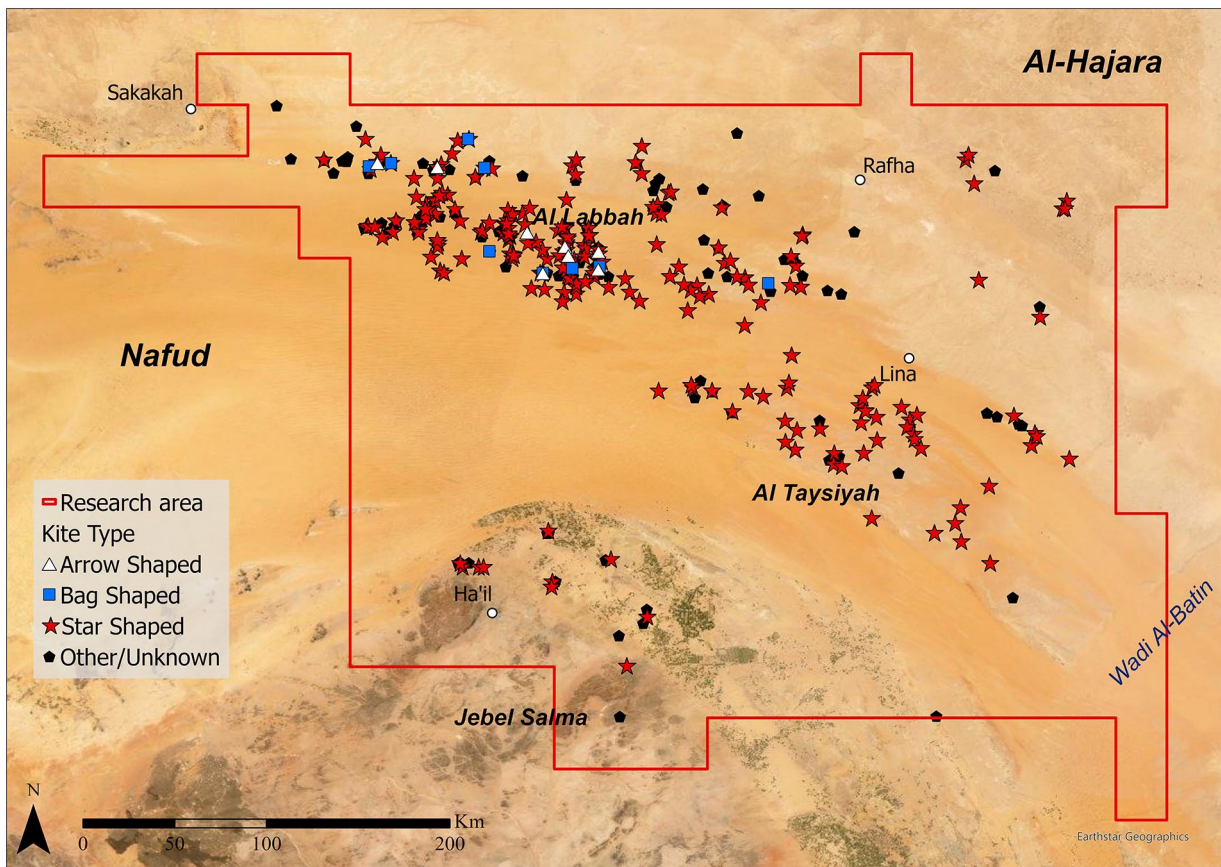 Al-Hajara
Sakakah
Rafha
Al Labbah
Nafud
Lina
Research area
Kite Type
Arrow Shaped
Bag Shaped
Star Shaped
Other/Unknown
Al Taysiyah
Ha'il
Wadi Al-Batin
Jebel Salma
N
Km
0 100 200
Earthstar Geographics